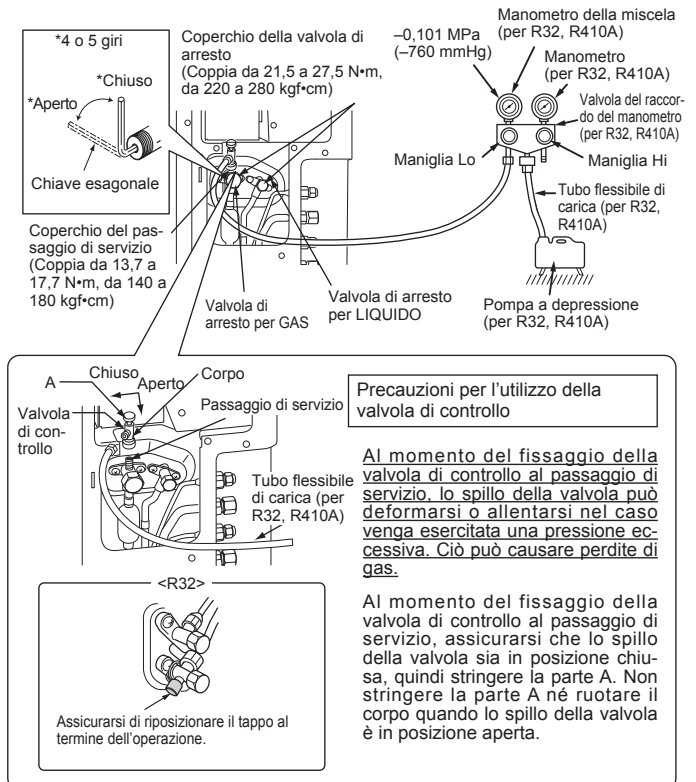 *4 o 5 giri
*Chiuso
*Aperto
Chiave esagonale
Coperchio della valvola di
arresto
(Coppia da 21,5 a 27,5 N•m,
da 220 a 280 kgf•cm)
–0,101 MPa
(–760 mmHg)
Manometro della miscela
(per R32, R410A)
Manometro
(per R32, R410A)
Valvola del raccor-
do del manometro
(per R32, R410A)
Maniglia Lo
Maniglia Hi
Tubo flessibile di
carica (per R32,
R410A)
Pompa a depressione
(per R32, R410A)
Coperchio del pas-
saggio di servizio
(Coppia da 13,7 a
17,7 N•m, da 140 a
180 kgf•cm)
Valvola di
arresto per GAS
Valvola di arresto
per LIQUIDO
A
Chiuso
Aperto
Corpo
Valvola
di con-
trollo
Passaggio di servizio
Tubo flessibile
di carica (per
R32, R410A)
<R32>
Assicurarsi di riposizionare il tappo al
termine dell’operazione.
Precauzioni per l’utilizzo della
valvola di controllo
Al momento del fissaggio della
valvola di controllo al passaggio di
servizio, lo spillo della valvola può
deformarsi o allentarsi nel caso
venga esercitata una pressione ec-
cessiva. Ciò può causare perdite di
gas.
Al momento del fissaggio della
valvola di controllo al passaggio di
servizio, assicurarsi che lo spillo
della valvola sia in posizione chiu-
sa, quindi stringere la parte A. Non
stringere la parte A né ruotare il
corpo quando lo spillo della valvola
è in posizione aperta.